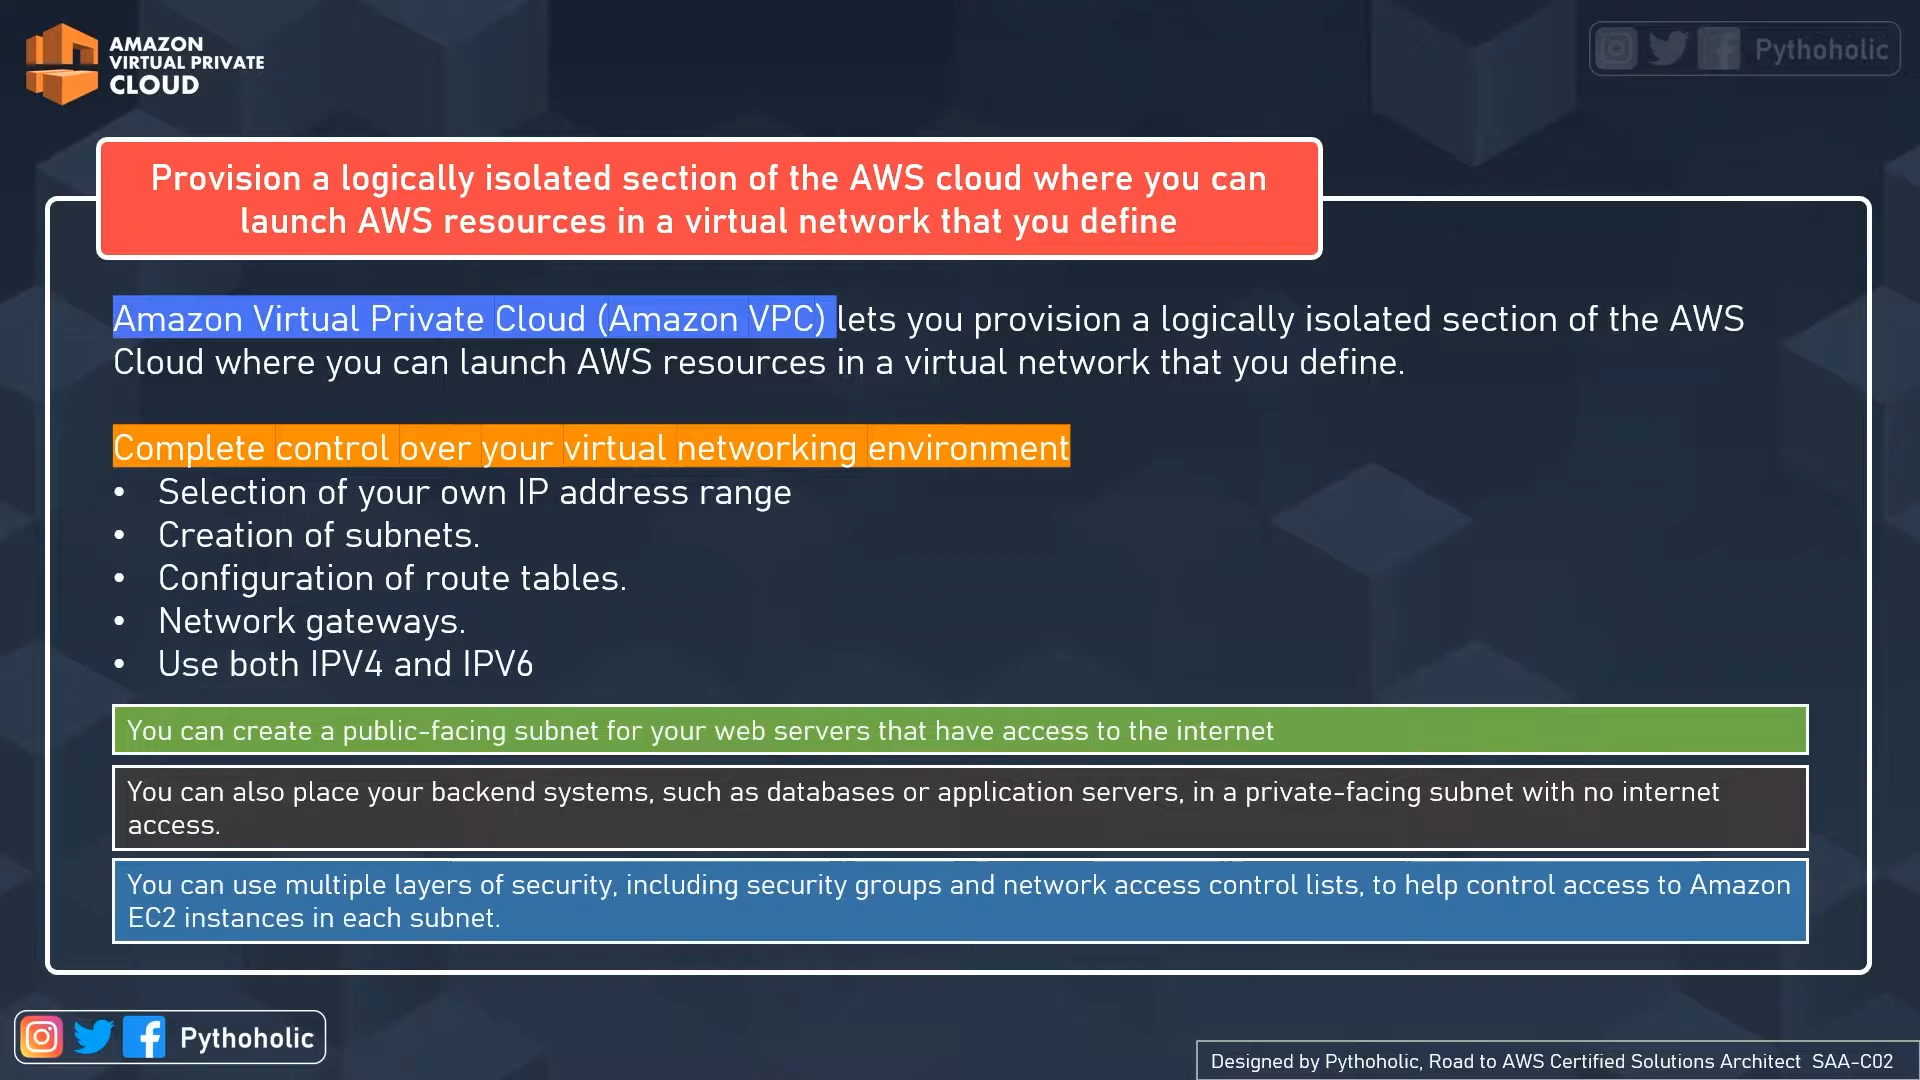 AMAZON
VIRTUAL PRIVATE
CLOUD
Pythoholic
Provision a logically isolated section of the AWS cloud where you can
launch AWS resources in a virtual network that you define
Amazon Virtual Private Cloud (Amazon VPC) lets you provision a logically isolated section of the AWS
Cloud where you can launch AWS resources in a virtual network that you define.
Complete control over your virtual networking environment
• Selection of your own IP address range
• Creation of subnets.
• Configuration of route tables.
• Network gateways.
• Use both IPV4 and IPV6
You can create a public-facing subnet for your web servers that have access to the internet
You can also place your backend systems, such as databases or application servers, in a private-facing subnet with no internet
access.
You can use multiple layers of security, including security groups and network access control lists, to help control access to Amazon
EC2 instances in each subnet.
Pythoholic
Designed by Pythoholic, Road to AWS Certified Solutions Architect SAA-C02